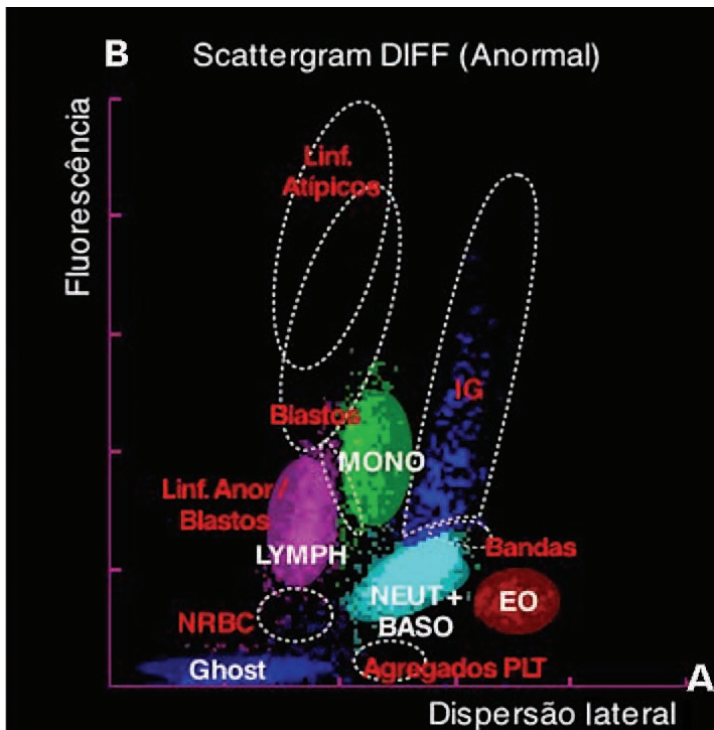 B Scattergram DIFF (Anormal)
Fluorescência
Linf.
Atípicos
IG
Blastos
MONO
Linf. Anor /
Blastos
LYMPH
Bandas
NEUT +
BASO
EO
NRBC
Ghost
Agregados PLT
A
Dispersão lateral